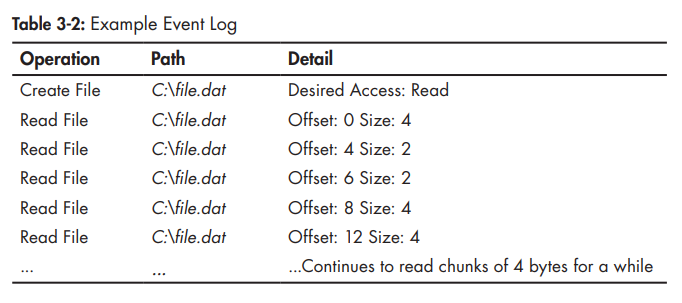 Table 3-2: Example Event Log
Operation Path Detail
Create File C:\file.dat Desired Access: Read
Read File C:\file.dat Offset: 0 Size: 4
Read File C:\file.dat Offset: 4 Size: 2
Read File C:\file.dat Offset: 6 Size: 2
Read File C:\file.dat Offset: 8 Size: 4
Read File C:\file.dat Offset: 12 Size: 4
... ... ...Continues to read chunks of 4 bytes for a while